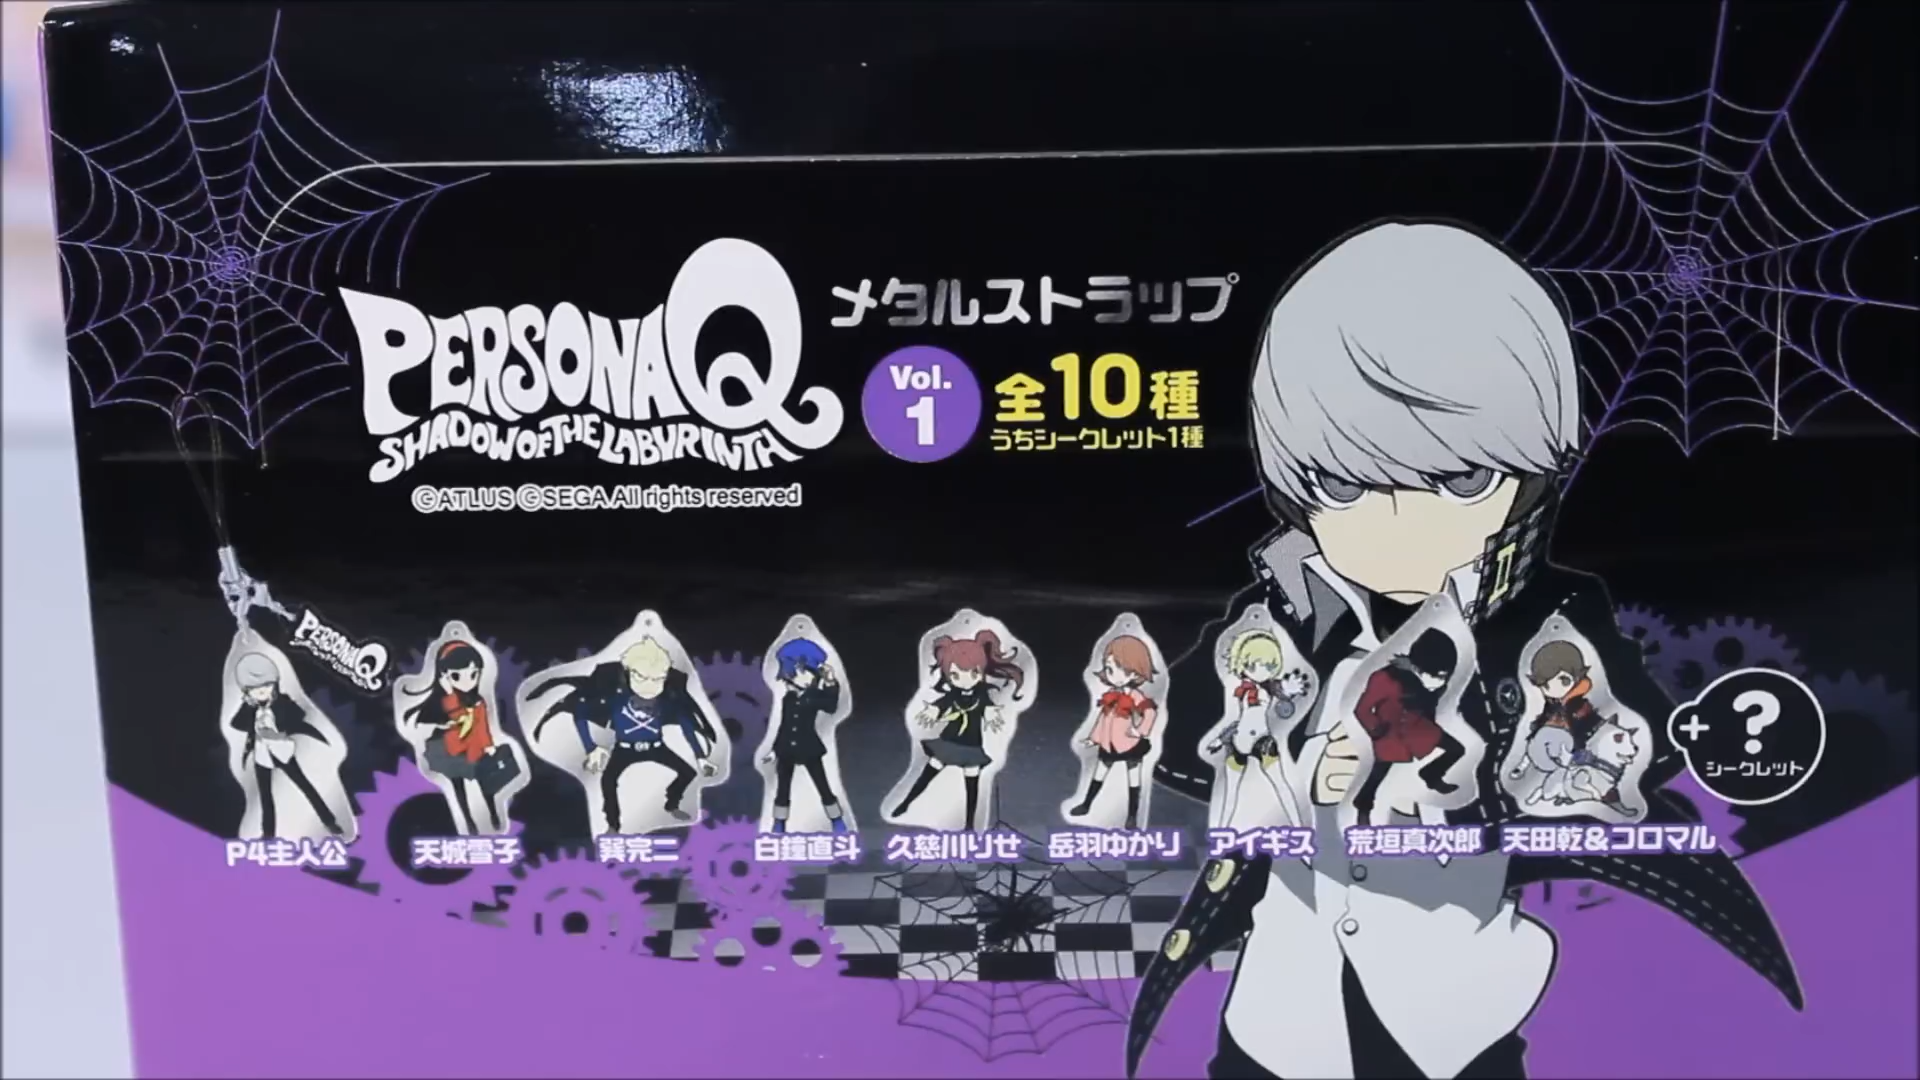 PERSONAQ
SHADOW OF THE LABYRINTH
©ATLUS ©SEGA All rights reserved
メタルストラップ
Vol.
1
全10種
うちシークレット1種
PERSONAQ
P4主人公
天城雪子
巽完二
白鐘直斗
久慈川りせ
岳羽ゆかり
アイギス
荒垣真次郎
天田乾&コロマル
+
?
シークレット
II